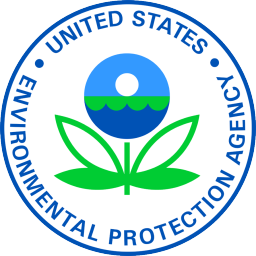 UNITED STATES
ENVIRONMENTAL PROTECTION AGENCY